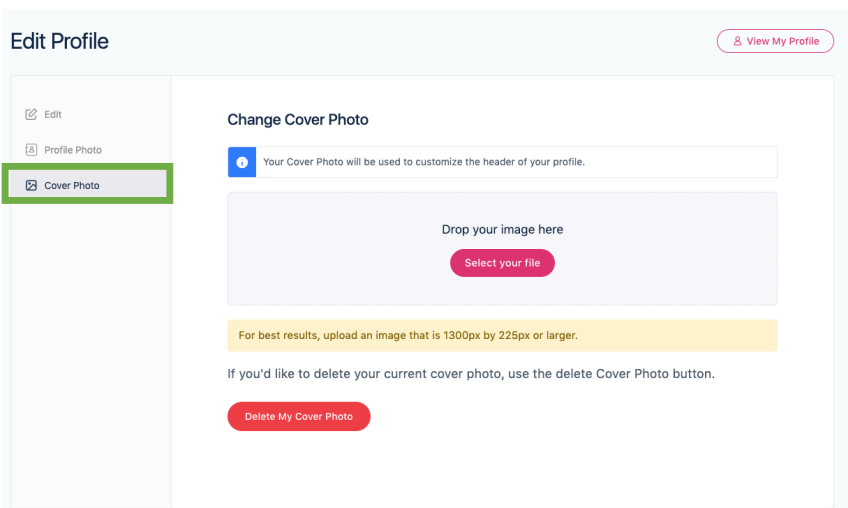 Edit Profile
View My Profile
Edit
Profile Photo
Cover Photo
Change Cover Photo
Your Cover Photo will be used to customize the header of your profile.
Drop your image here
Select your file
For best results, upload an image that is 1300px by 225px or larger.
If you'd like to delete your current cover photo, use the delete Cover Photo button.
Delete My Cover Photo